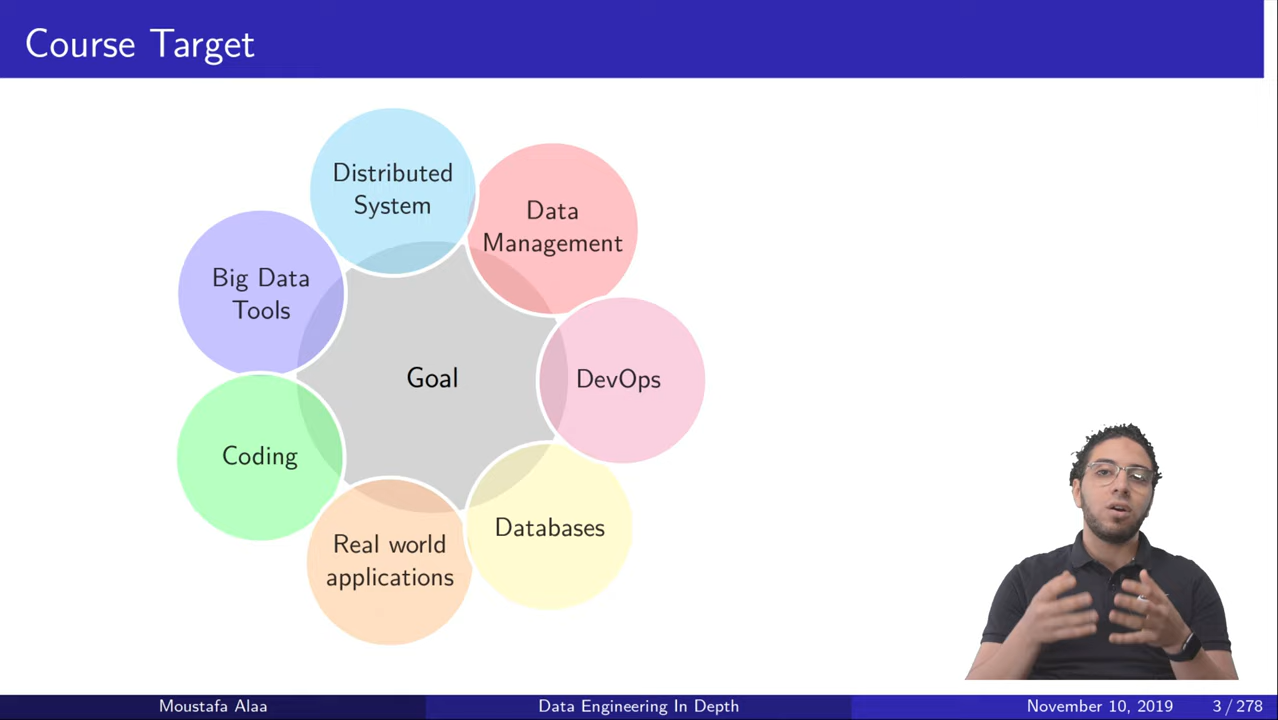 Course Target
Distributed
System
Data
Management
Big Data
Tools
Goal
DevOps
Coding
Databases
Real world
applications
Moustafa Alaa
Data Engineering In Depth
November 10, 2019
3 / 278